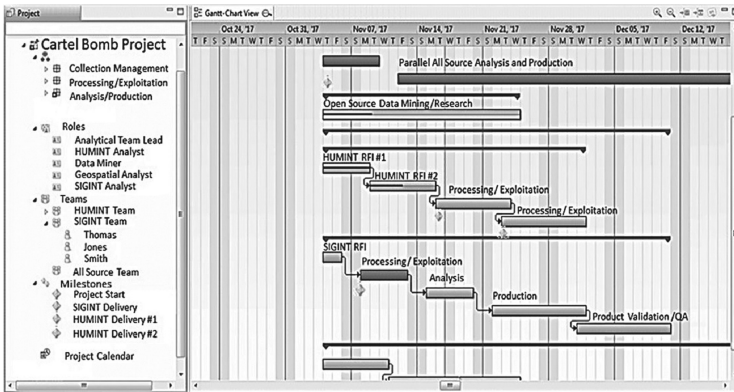 Project
Cartel Bomb Project
Collection Management
Processing/Exploitation
Analysis/Production
Roles
Analytical Team Lead
HUMINT Analyst
Data Miner
Geospatial Analyst
SIGINT Analyst
Teams
HUMINT Team
SIGINT Team
Thomas
Jones
Smith
All Source Team
Milestones
Project Start
SIGINT Delivery
HUMINT Delivery #1
HUMINT Delivery #2
Project Calendar
Gantt-Chart View
Oct 24, '17 Oct 31, '17 Nov 07, '17 Nov 14, '17 Nov 21, '17 Nov 28, '17 Dec 05, '17 Dec 12, '17
T F S S M T W T F S S M T W T F S S M T W T F S S M T W T F S S M T W T F S S M T W T F S S M T W T F S S M T W T
Parallel All Source Analysis and Production
Open Source Data Mining/Research
HUMINT RFI #1
HUMINT RFI #2
Processing/Exploitation
Processing/Exploitation
SIGINT RFI
Processing/Exploitation
Analysis
Production
Product Validation/QA